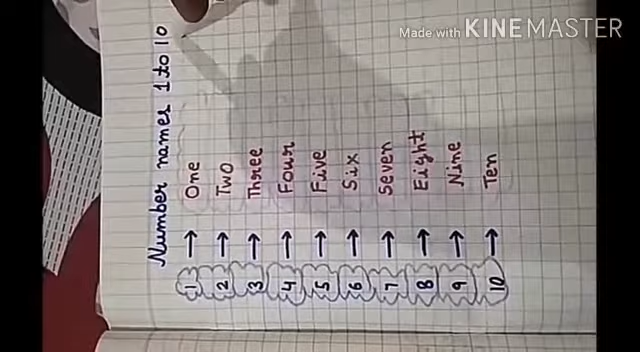 Made with KINEMASTER
Number names 1 to 10
1 → One
2 → Two
3 → Three
4 → Four
5 → Five
6 → Six
7 → Seven
8 → Eight
9 → Nine
10 → Ten